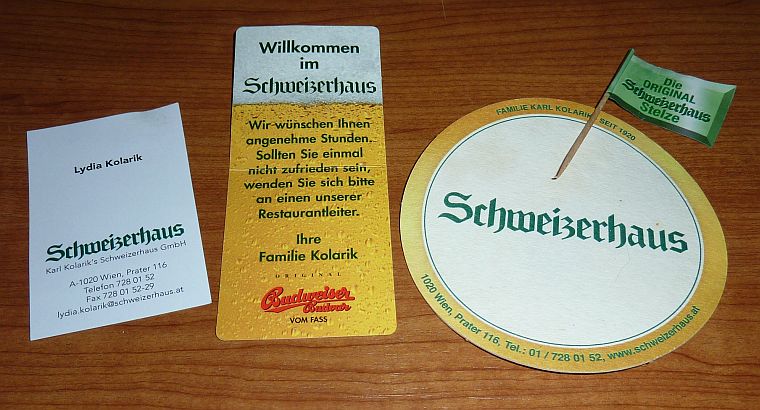 Lydia Kolarik
Schweizerhaus
Karl Kolarik's Schweizerhaus GmbH
A-1020 Wien, Prater 116
Telefon 728 01 52
Fax 728 01 52-29
lydia.kolarik@schweizerhaus.at
Willkommen
im
Schweizerhaus
Wir wünschen Ihnen
angenehme Stunden.
Sollten Sie einmal
nicht zufrieden sein,
wenden Sie sich bitte
an einen unserer
Restaurantleiter.
Ihre
Familie Kolarik
ORIGINAL
Budweiser
Budvar
VOM FASS
FAMILIE KARL KOLARIK SEIT 1920
Schweizerhaus
1020 Wien, Prater 116, Tel.: 01 / 728 01 52, www.schweizerhaus.at
Die
ORIGINAL
Schweizerhaus
Stelze